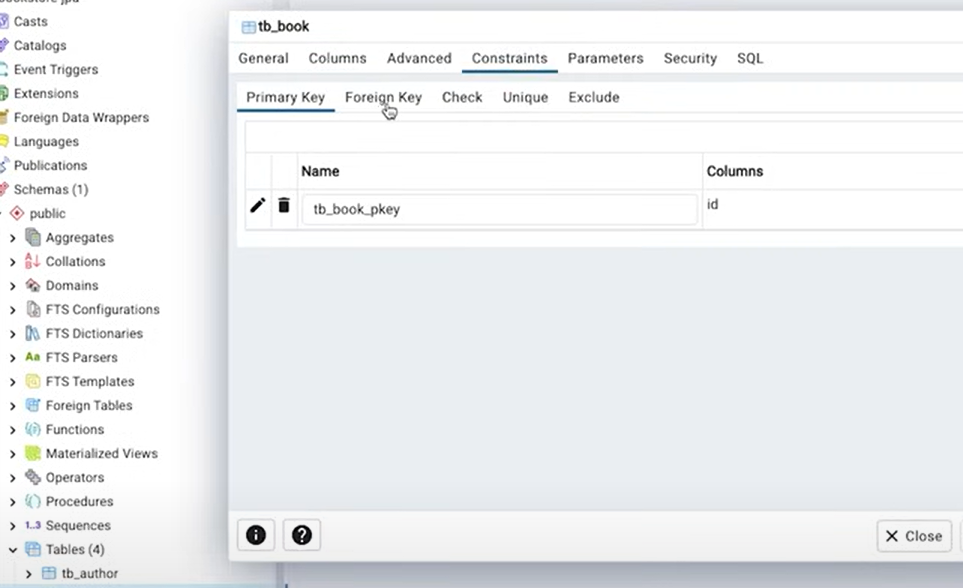 Casts
Catalogs
Event Triggers
Extensions
Foreign Data Wrappers
Languages
Publications
Schemas (1)
public
Aggregates
Collations
Domains
FTS Configurations
FTS Dictionaries
Aa FTS Parsers
FTS Templates
Foreign Tables
Functions
Materialized Views
Operators
Procedures
1..3 Sequences
Tables (4)
tb_author
tb_book
General Columns Advanced Constraints Parameters Security SQL
Primary Key Foreign Key Check Unique Exclude
Name Columns
tb_book_pkey id
Close